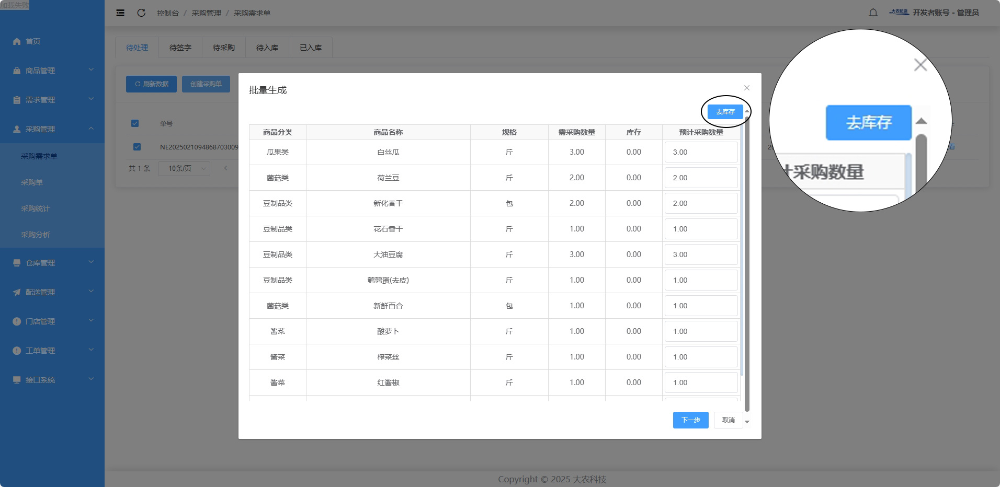 加载失败
控制台 / 采购管理 / 采购需求单
大农配送 开发者账号 - 管理员
首页
商品管理
需求管理
采购管理
采购需求单
采购单
采购统计
采购分析
仓库管理
配送管理
门店管理
工单管理
接口系统
待处理 待签字 待采购 待入库 已入库
刷新数据 创建采购单
单号
NE2025021094868703009
共 1 条 10条/页
看
批量生成
去库存
商品分类 商品名称 规格 需采购数量 库存 预计采购数量
瓜果类 白丝瓜 斤 3.00 0.00 3.00
菌菇类 荷兰豆 斤 2.00 0.00 2.00
豆制品类 新化香干 包 2.00 0.00 2.00
豆制品类 花石香干 斤 1.00 0.00 1.00
豆制品类 大油豆腐 斤 3.00 0.00 3.00
豆制品类 鹌鹑蛋(去皮) 斤 1.00 0.00 1.00
菌菇类 新鲜百合 包 1.00 0.00 1.00
酱菜 酸萝卜 斤 1.00 0.00 1.00
酱菜 榨菜丝 斤 1.00 0.00 1.00
酱菜 红酱椒 斤 1.00 0.00 1.00
下一步 取消
去库存
采购数量
Copyright © 2025 大农科技